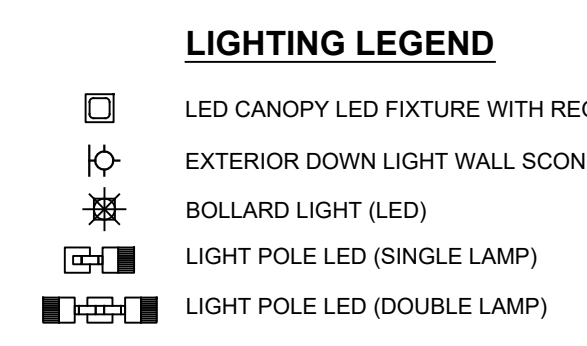 LIGHTING LEGEND
LED CANOPY LED FIXTURE WITH
EXTERIOR DOWN LIGHT WALL
BOLLARD LIGHT (LED)
LIGHT POLE LED (SINGLE LAMP)
LIGHT POLE LED (DOUBLE LAMP)